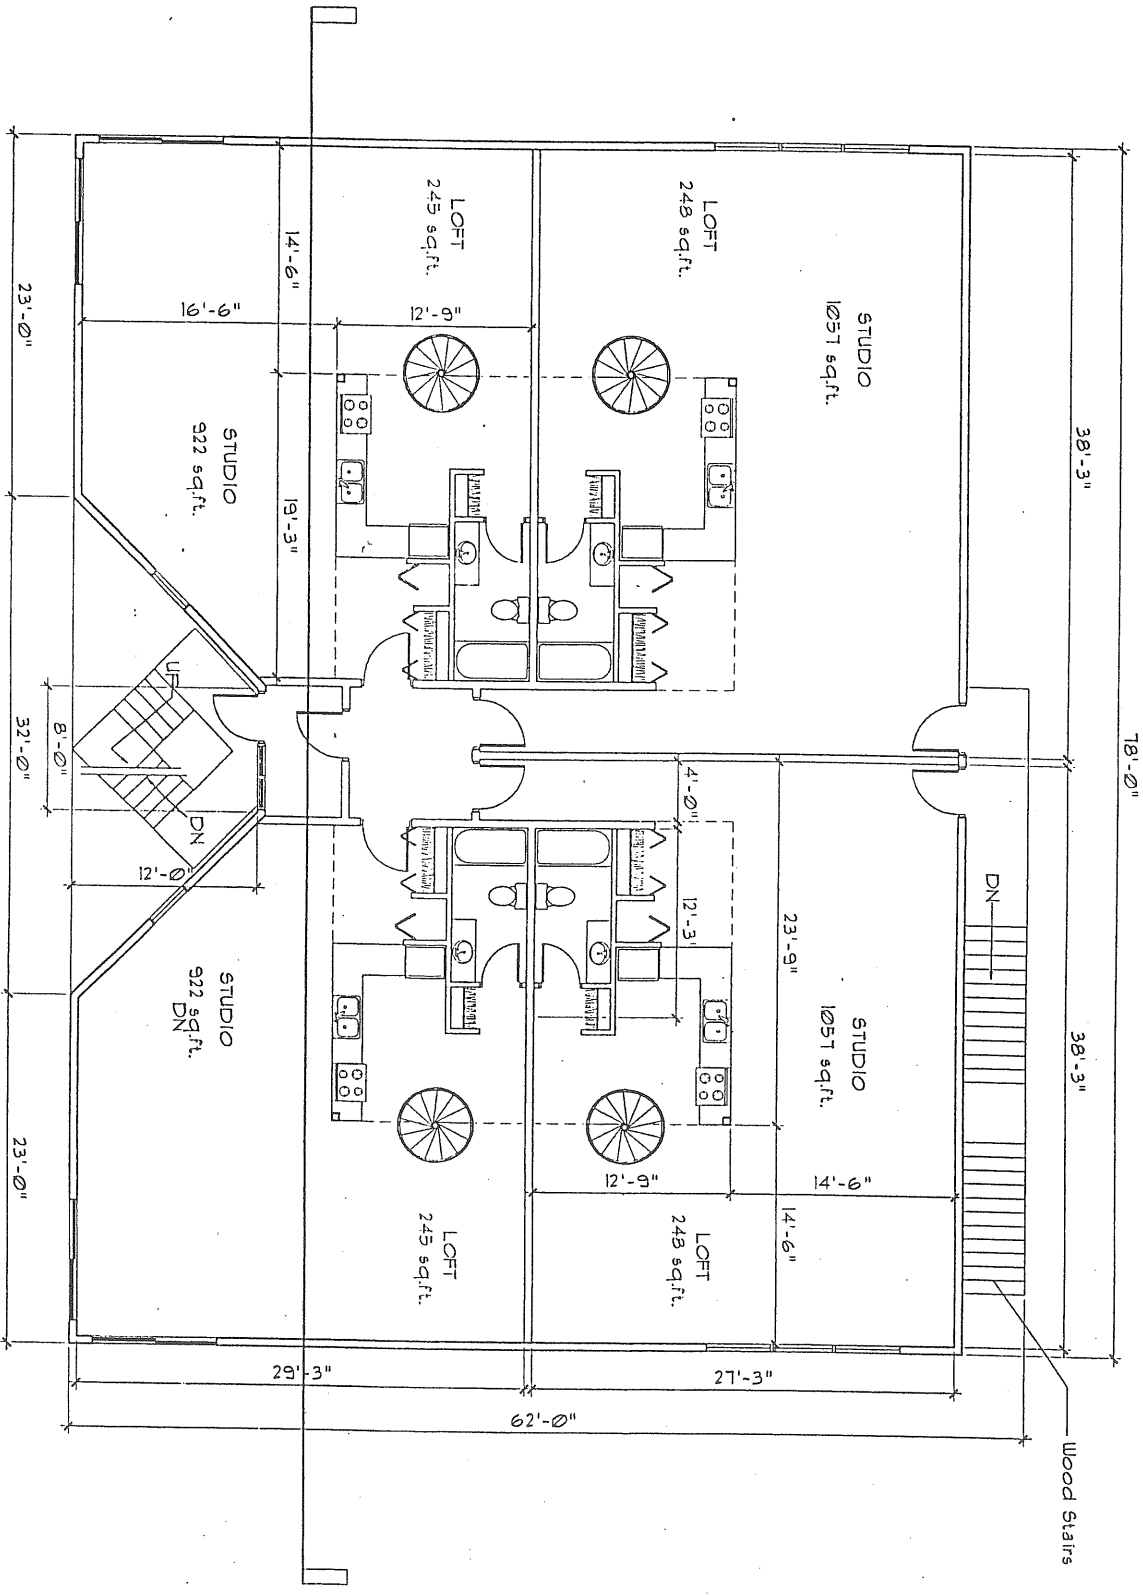 78'-0"
Wood Stairs
38'-3"
38'-3"
DN
STUDIO
1057 sq.ft.
STUDIO
1057 sq.ft.
14'-6"
23'-9"
14'-6"
27'-3"
LOFT
248 sq.ft.
4'-0"
12'-3'
LOFT
248 sq.ft.
12'-9"
62'-0"
LOFT
245 sq.ft.
12'-9"
LOFT
245 sq.ft.
14'-6"
19'-3"
29'-3"
STUDIO
922 sq.ft.
STUDIO
922 sq.ft.
DN
16'-6"
UP
DN
12'-0"
8'-0"
23'-0"
32'-0"
23'-0"